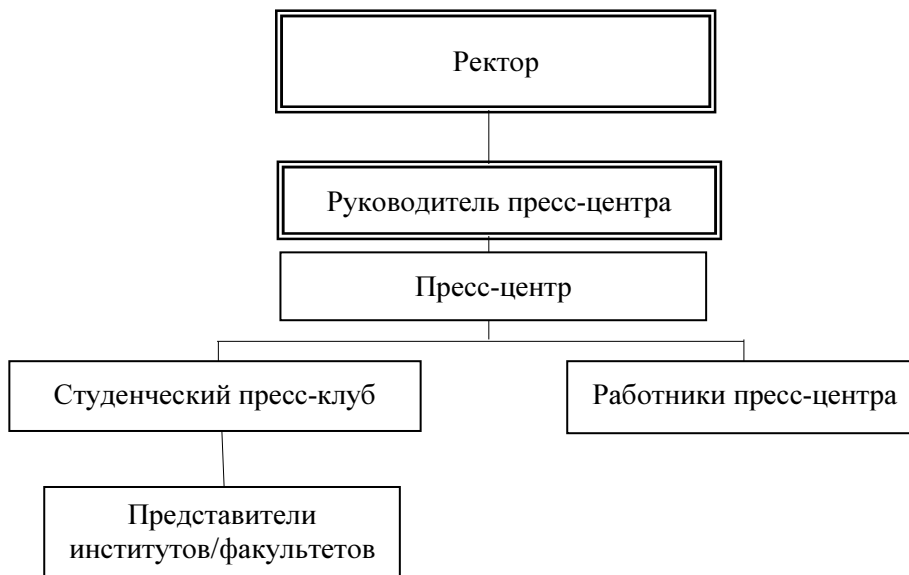 Ректор
Руководитель пресс-центра
Пресс-центр
Студенческий пресс-клуб
Работники пресс-центра
Представители
институтов/факультетов